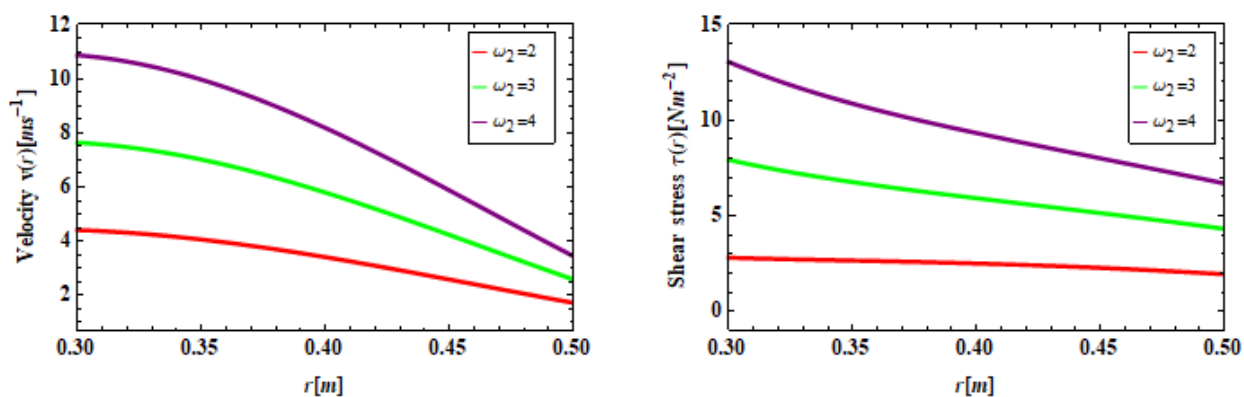 12
10
8
6
4
2
Velocity v(r)[ms⁻¹]
ω₂=2
ω₂=3
ω₂=4
0.30 0.35 0.40 0.45 0.50
r[m]
15
10
5
0
Shear stress τ(r)[Nm⁻²]
ω₂=2
ω₂=3
ω₂=4
0.30 0.35 0.40 0.45 0.50
r[m]